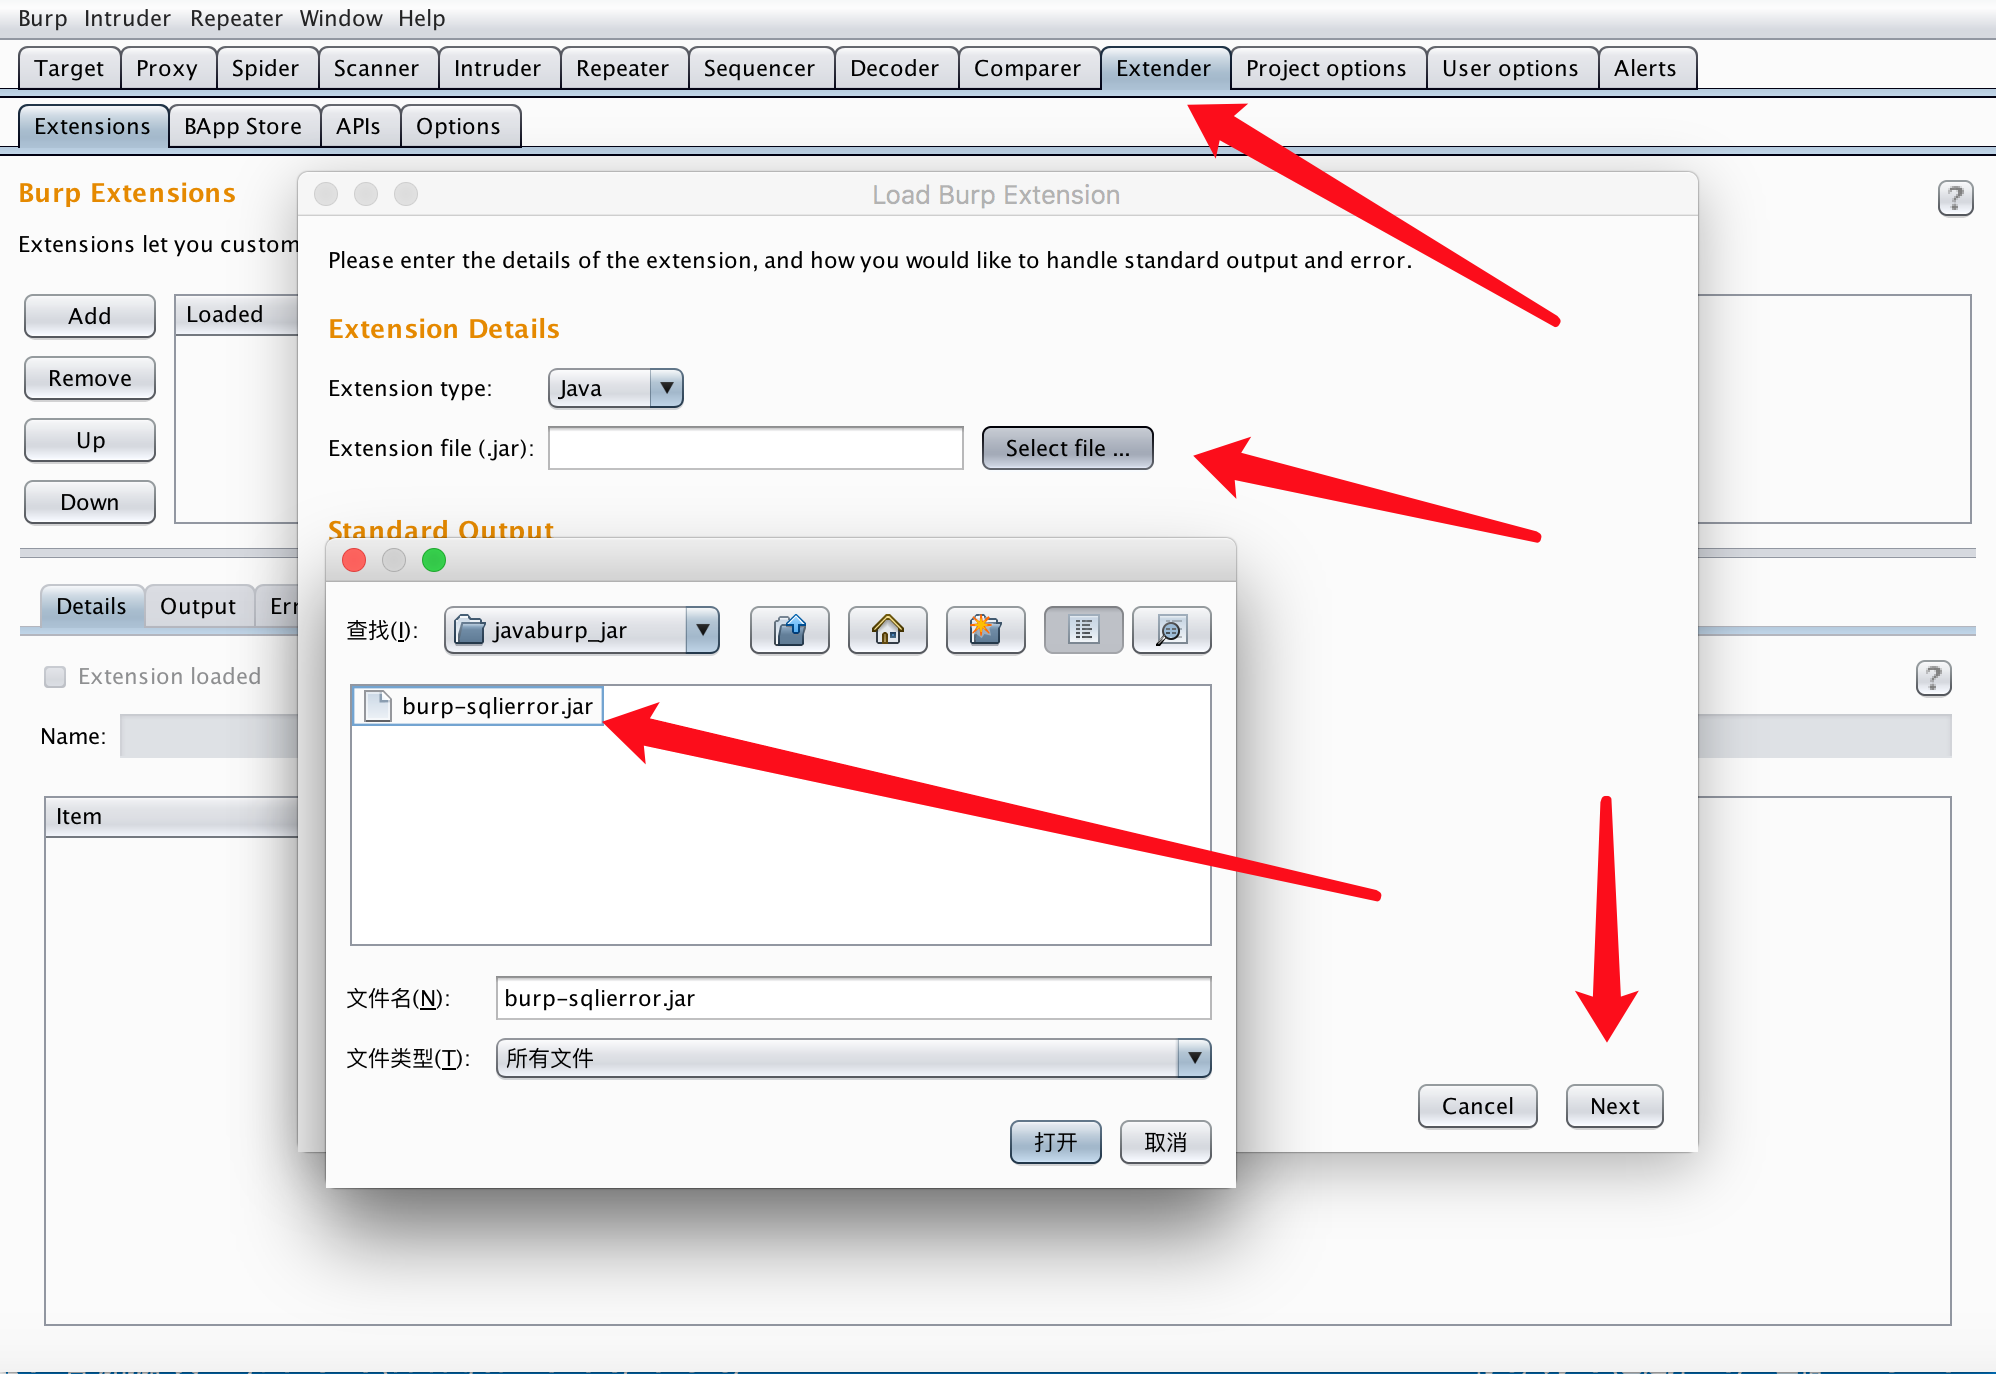 Burp Intruder Repeater Window Help
Target Proxy Spider Scanner Intruder Repeater Sequencer Decoder Comparer Extender Project options User options Alerts
Extensions BApp Store APIs Options
Burp Extensions
Extensions let you custom
Add
Remove
Up
Down
Loaded
Details Output Err
Extension loaded
Name:
Item
?
?
Load Burp Extension
Please enter the details of the extension, and how you would like to handle standard output and error.
Extension Details
Extension type: Java
Extension file (.jar): Select file ...
Standard Output
查找(I): javaburp_jar
burp-sqlierror.jar
文件名(N): burp-sqlierror.jar
文件类型(T): 所有文件
打开 取消
Cancel Next